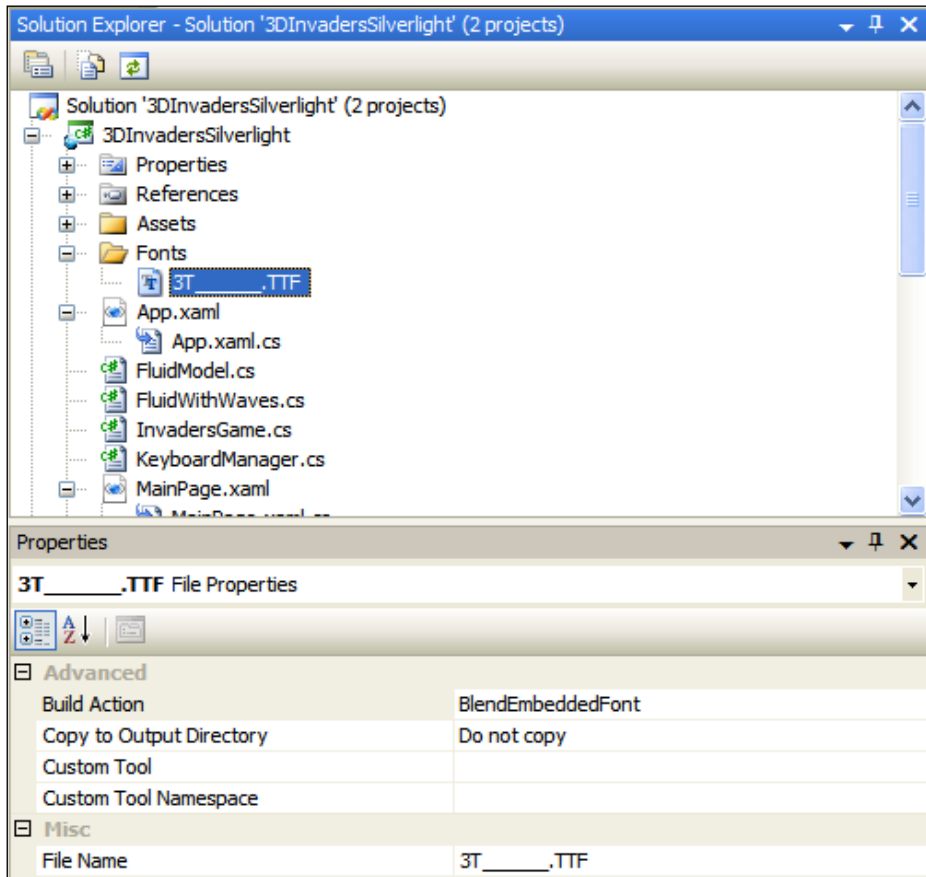 Solution Explorer - Solution '3DInvadersSilverlight' (2 projects)
Solution '3DInvadersSilverlight' (2 projects)
3DInvadersSilverlight
Properties
References
Assets
Fonts
3T______.TTF
App.xaml
App.xaml.cs
FluidModel.cs
FluidWithWaves.cs
InvadersGame.cs
KeyboardManager.cs
MainPage.xaml
MainPage.xaml.cs
Properties
3T______.TTF File Properties
Advanced
Build Action BlendEmbeddedFont
Copy to Output Directory Do not copy
Custom Tool
Custom Tool Namespace
Misc
File Name 3T______.TTF